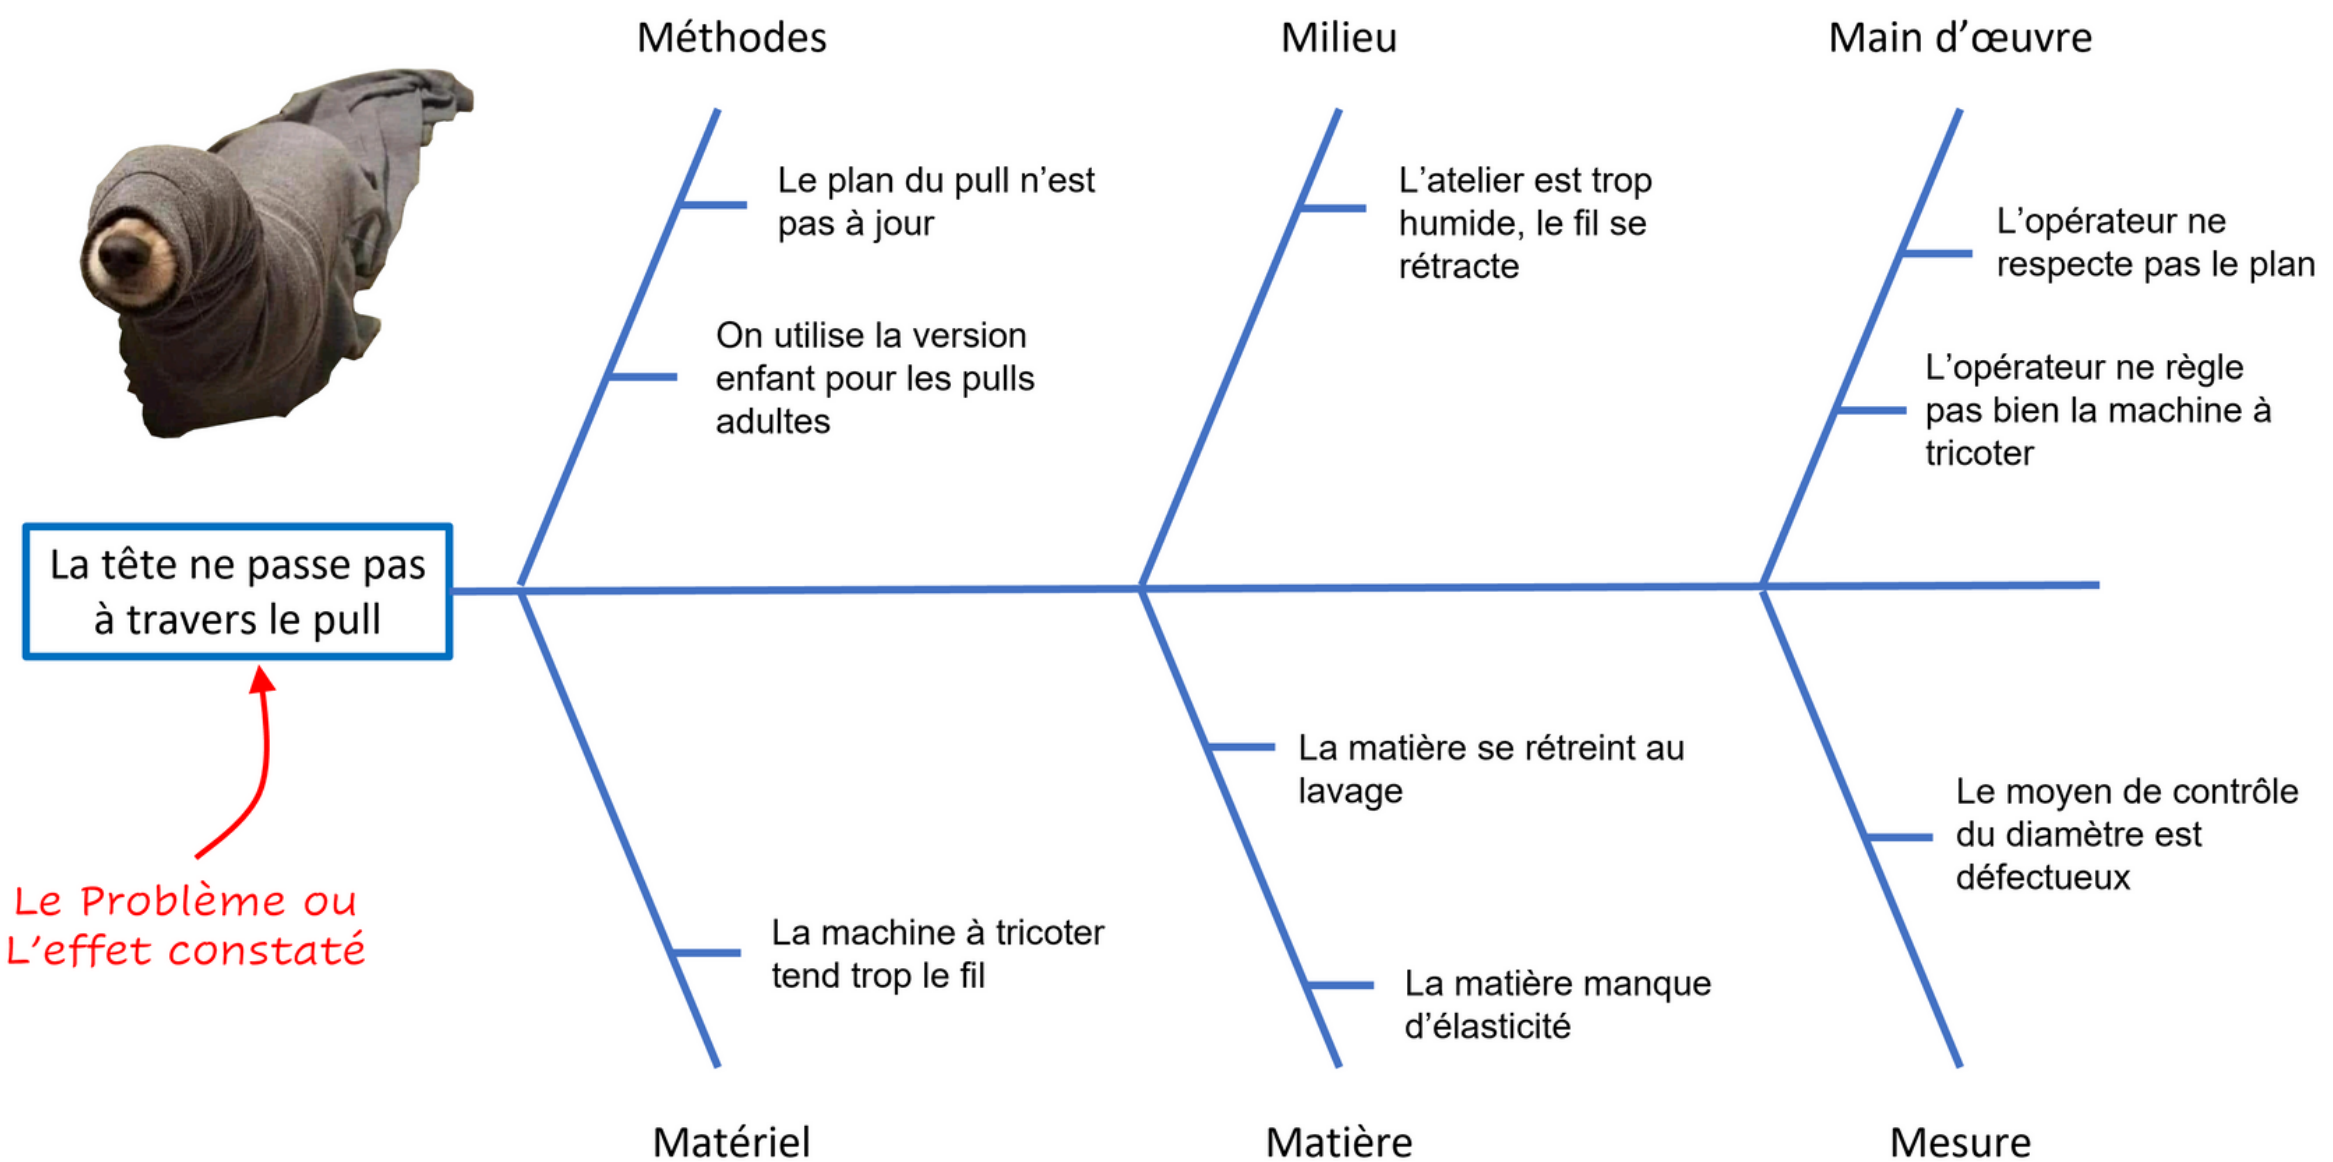 Méthodes
Milieu
Main d’œuvre
Le plan du pull n’est
pas à jour
On utilise la version
enfant pour les pulls
adultes
L’atelier est trop
humide, le fil se
rétracte
L’opérateur ne
respecte pas le plan
L’opérateur ne règle
pas bien la machine à
tricoter
La tête ne passe pas
à travers le pull
Le Problème ou
L’effet constaté
La machine à tricoter
tend trop le fil
La matière se rétreint au
lavage
La matière manque
d’élasticité
Le moyen de contrôle
du diamètre est
défectueux
Matériel
Matière
Mesure